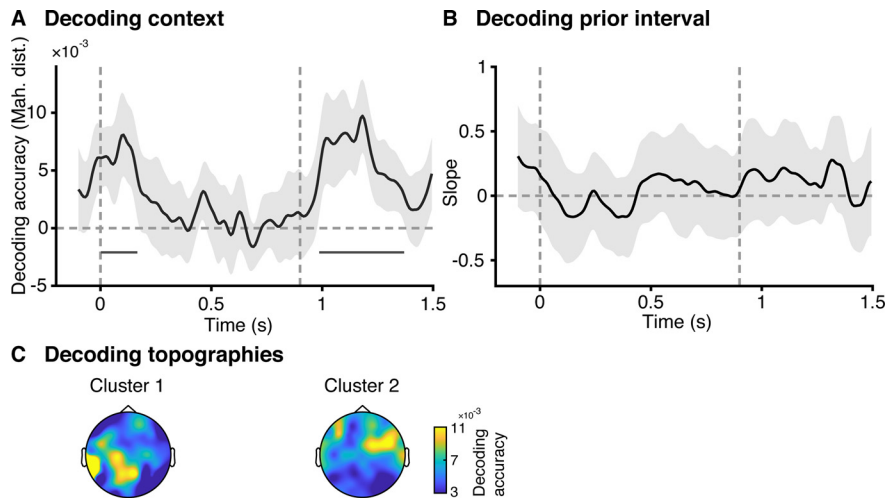 A Decoding context
×10⁻³
Decoding accuracy (Mah. dist.)
10
5
0
-5
0
0.5
1
1.5
Time (s)
B Decoding prior interval
Slope
1
0.5
0
-0.5
0
0.5
1
1.5
Time (s)
C Decoding topographies
Cluster 1
Cluster 2
×10⁻³
11
7
3
Decoding
accuracy